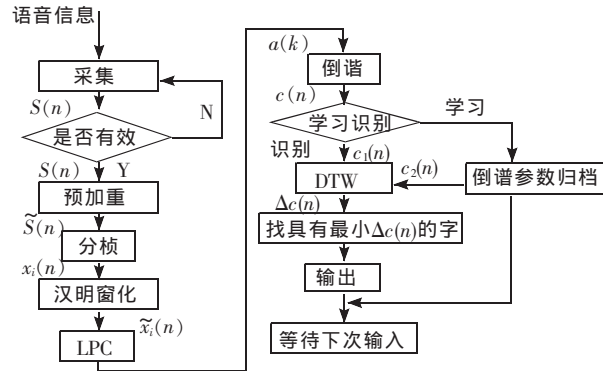 语音信息
采集
S(n)
N
是否有效
S(n)
Y
预加重
S̃(n)
分桢
xᵢ(n)
汉明窗化
x̃ᵢ(n)
LPC
a(k)
倒谐
c(n)
学习识别
学习
识别
c₁(n)
c₂(n)
DTW
倒谱参数归档
Δc(n)
找具有最小Δc(n)的字
输出
等待下次输入